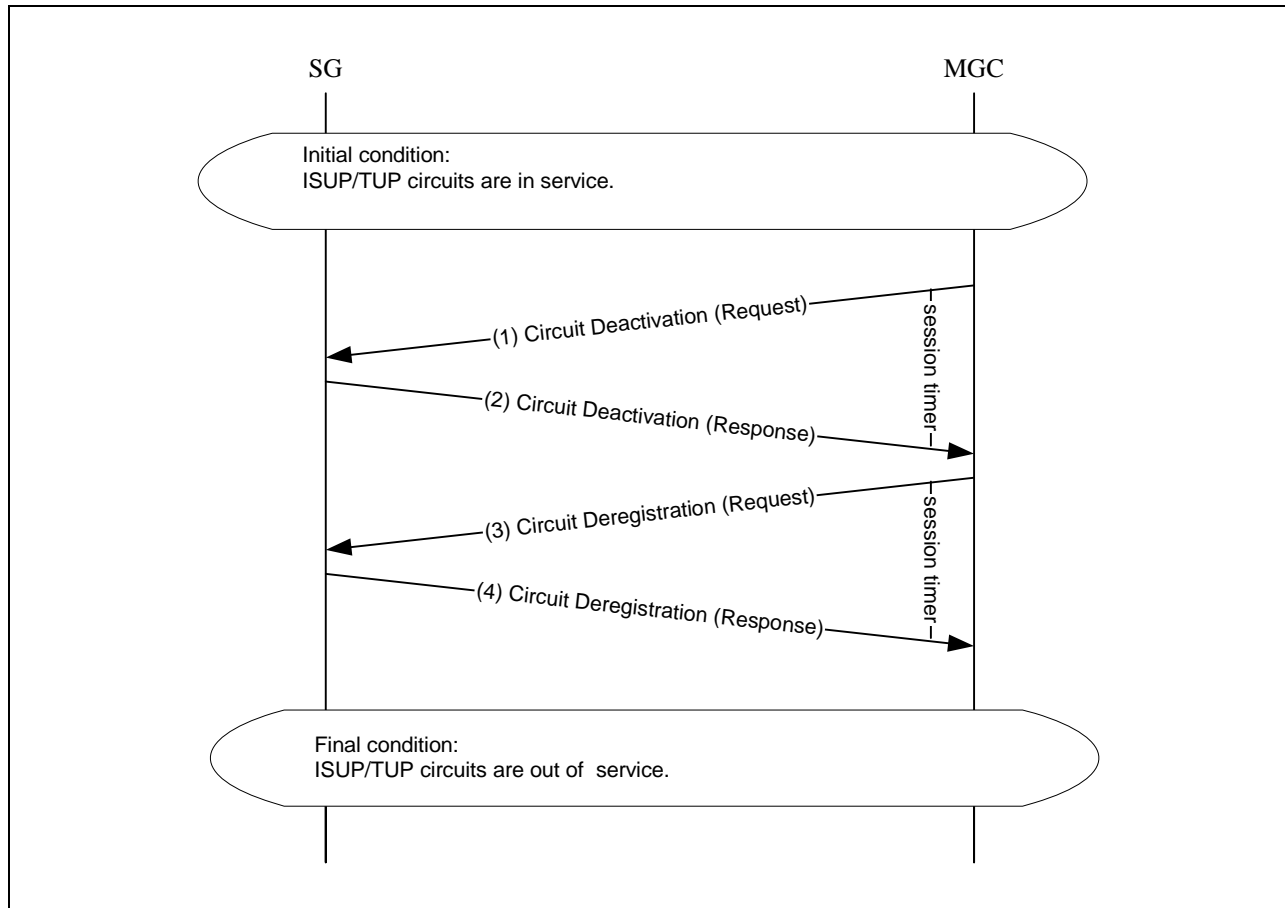 SG
MGC
Initial condition:
ISUP/TUP circuits are in service.
(1) Circuit Deactivation (Request)
session timer
(2) Circuit Deactivation (Response)
(3) Circuit Deregistration (Request)
session timer
(4) Circuit Deregistration (Response)
Final condition:
ISUP/TUP circuits are out of  service.